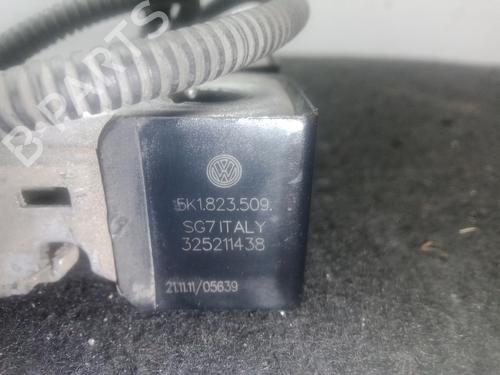 B-PARTS
5K1.823.509.
SG7 ITALY
325211438
21.11.11/05639